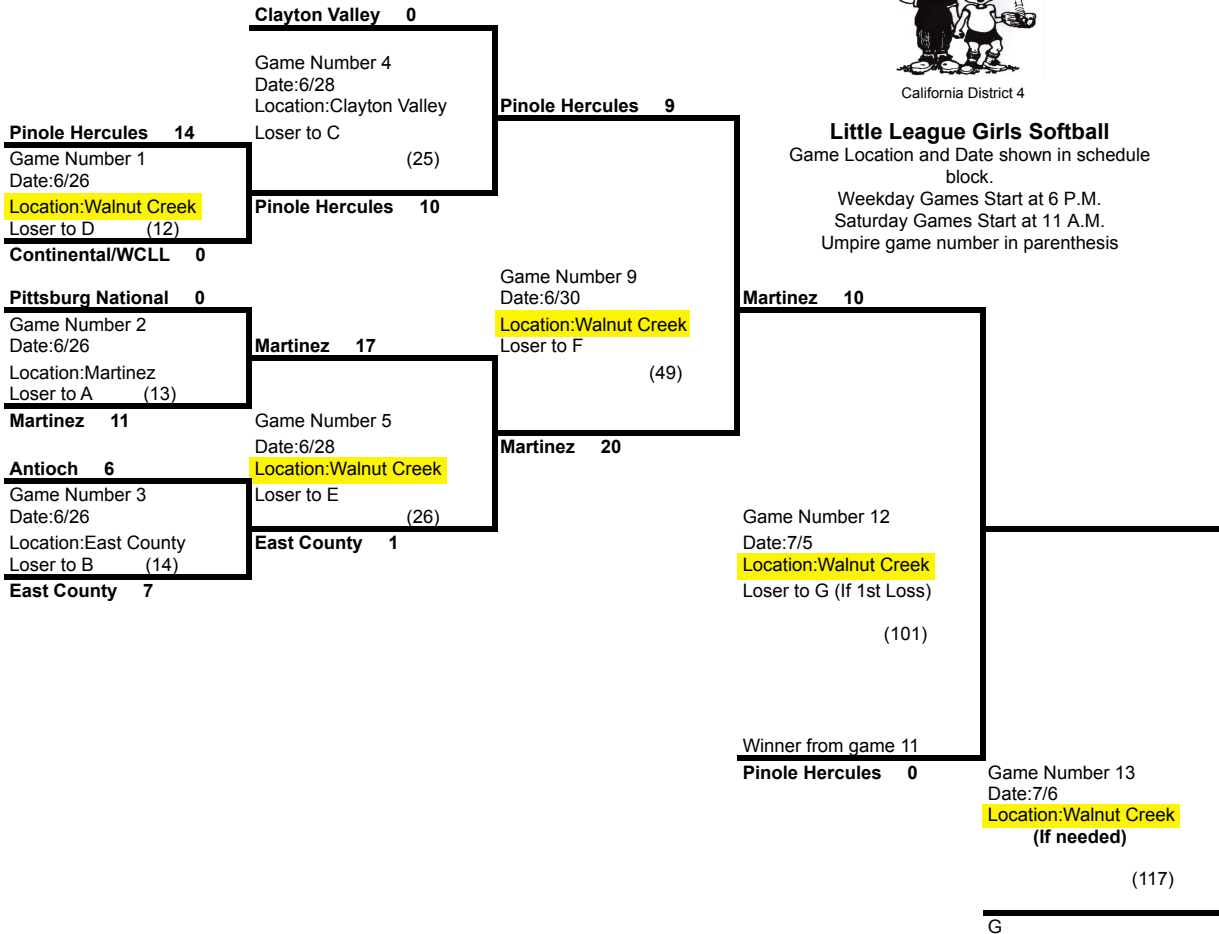 Clayton Valley 0
Game Number 4
Date:6/28
Location:Clayton Valley
Loser to C
(25)
Pinole Hercules 10
California District 4
Little League Girls Softball
Game Location and Date shown in schedule
block.
Weekday Games Start at 6 P.M.
Saturday Games Start at 11 A.M.
Umpire game number in parenthesis
Pinole Hercules 14
Game Number 1
Date:6/26
Location:Walnut Creek
Loser to D (12)
Continental/WCLL 0
Pittsburg National 0
Game Number 2
Date:6/26
Location:Martinez
Loser to A (13)
Martinez 11
Antioch 6
Game Number 3
Date:6/26
Location:East County
Loser to B (14)
East County 7
Martinez 17
Game Number 5
Date:6/28
Location:Walnut Creek
Loser to E
(26)
East County 1
Pinole Hercules 9
Game Number 9
Date:6/30
Location:Walnut Creek
Loser to F
(49)
Martinez 20
Martinez 10
Game Number 12
Date:7/5
Location:Walnut Creek
Loser to G (If 1st Loss)
(101)
Winner from game 11
Pinole Hercules 0
Game Number 13
Date:7/6
Location:Walnut Creek
(If needed)
(117)
G